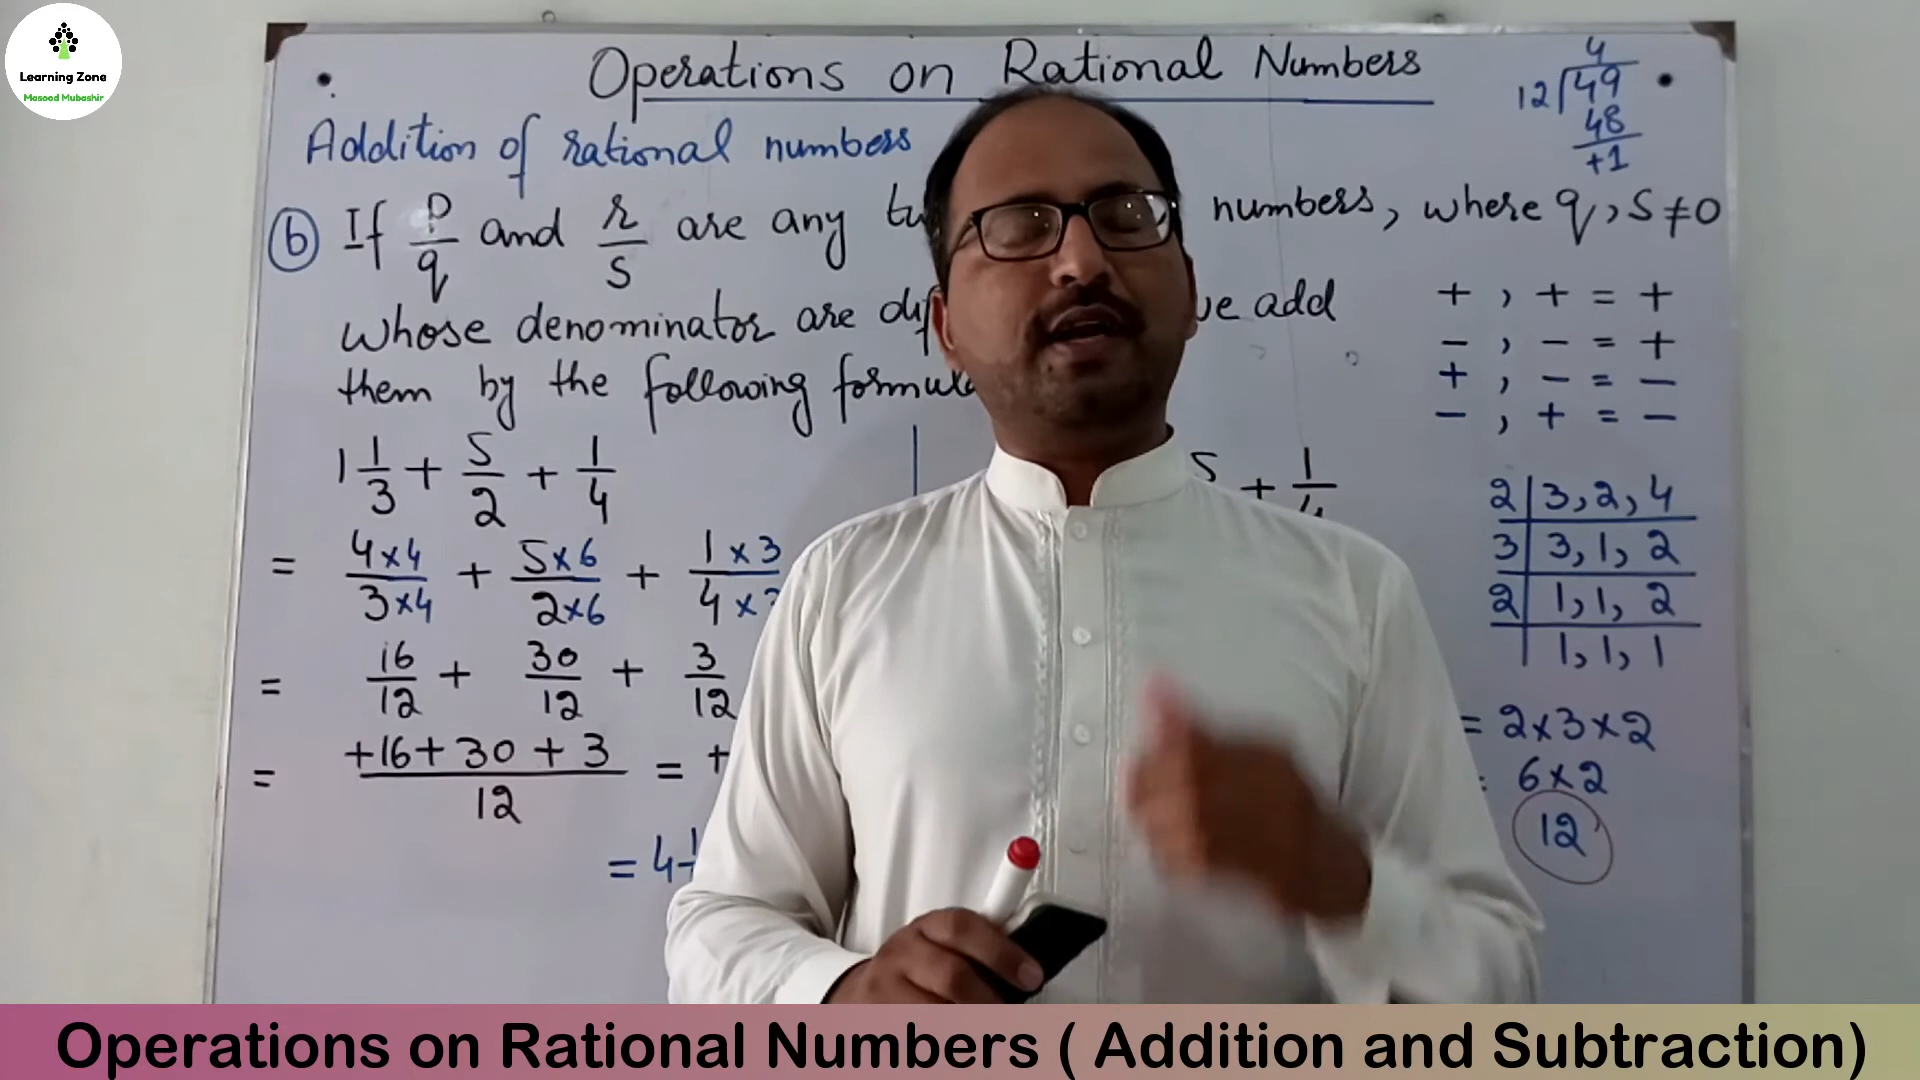 Learning Zone
Masood Mubashir
Operations on Rational Numbers
Addition of rational numbers
(b) If p/q and r/s are any numbers, where q, s ≠ 0
whose denominator are add
them by the following
1 1/3 + 5/2 + 1/4
= 4×4/3×4 + 5×6/2×6 + 1×3/4×
= 16/12 + 30/12 + 3/12
= +16+30+3/12 = +
= 4
5 + 1/
4
12)49
48
+1
+ , + = +
- , - = +
+ , - = -
- , + = -
2 | 3, 2, 4
3 | 3, 1, 2
2 | 1, 1, 2
| 1, 1, 1
= 2×3×2
6×2
12
Operations on Rational Numbers ( Addition and Subtraction)